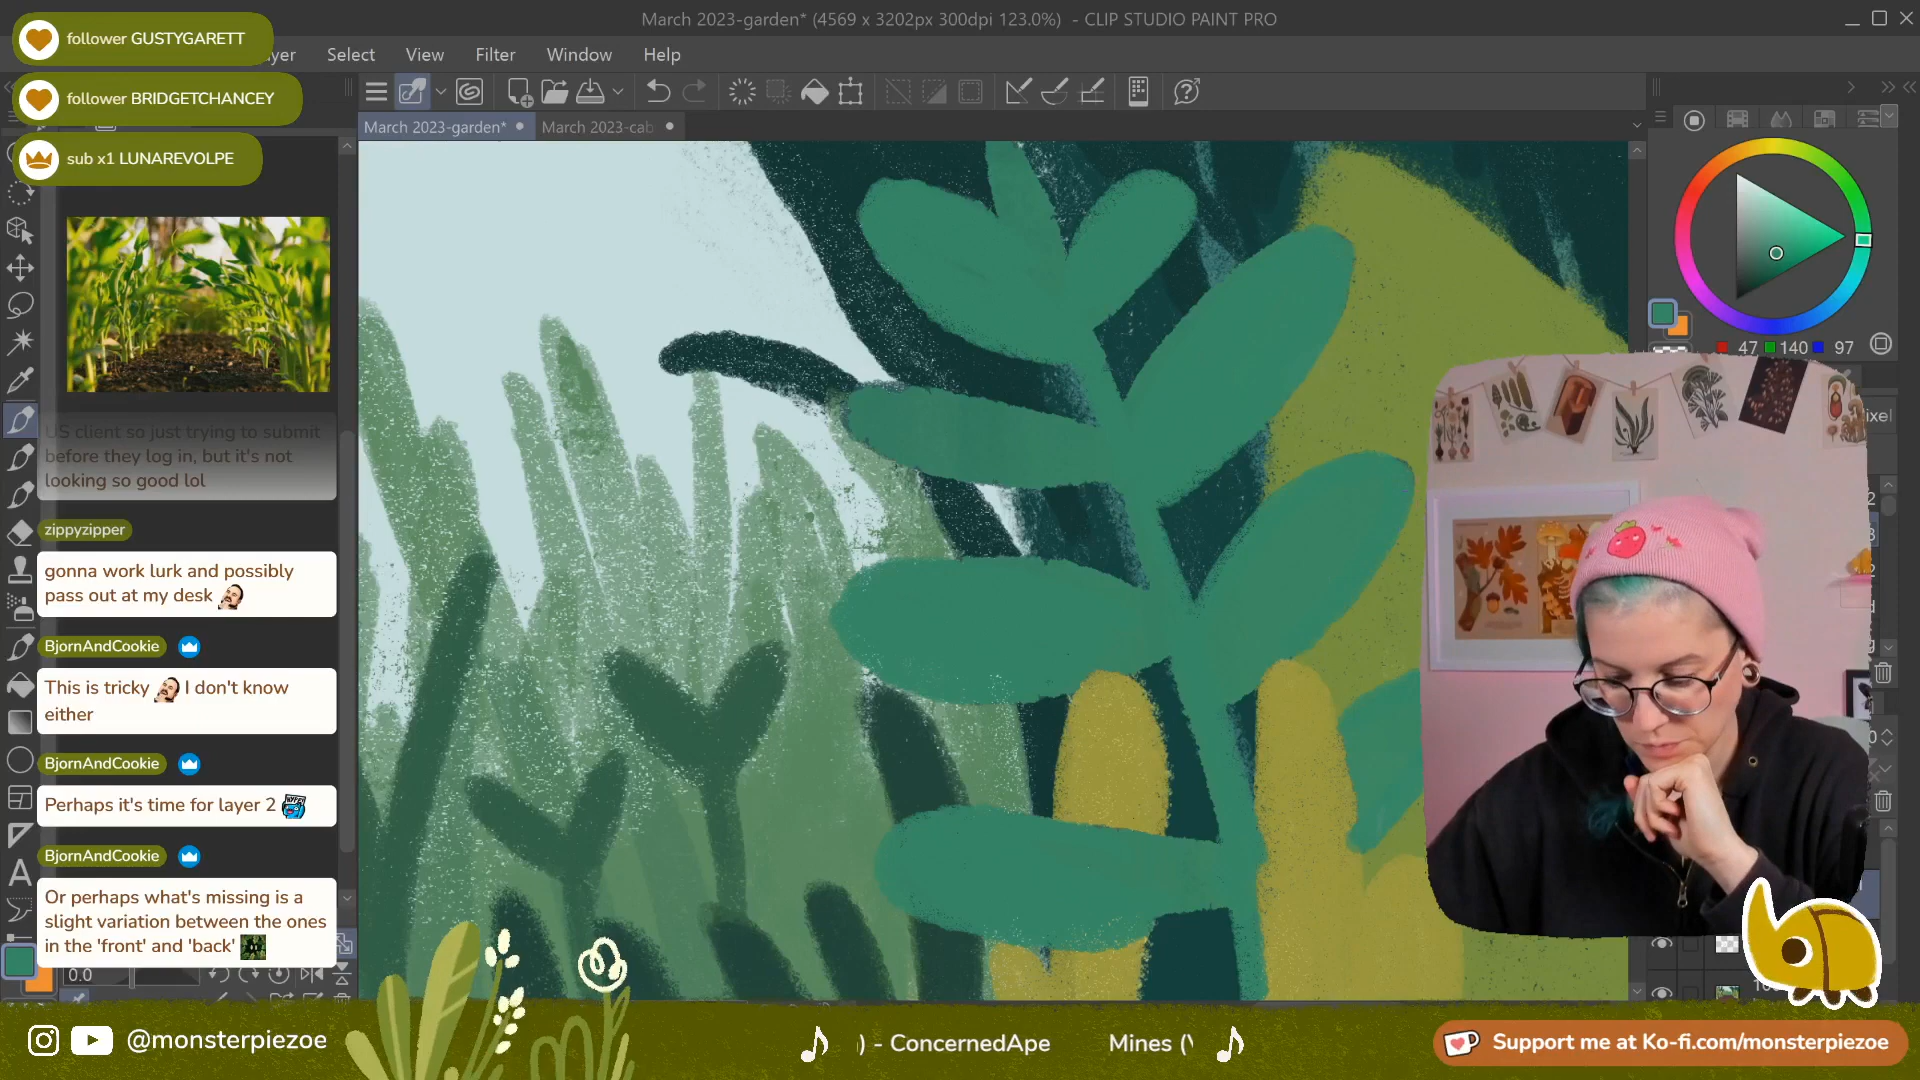 March 2023-garden* (4569 x 3202px 300dpi 123.0%) - CLIP STUDIO PAINT PRO
follower GUSTYGARETT
ayer Select View Filter Window Help
follower BRIDGETCHANCEY
March 2023-garden* March 2023-cab
sub x1 LUNAREVOLPE
47 140 97
ixel
US client so just trying to submit
before they log in, but it's not
looking so good lol
zippyzipper
gonna work lurk and possibly
pass out at my desk
BjornAndCookie
This is tricky I don't know
either
BjornAndCookie
Perhaps it's time for layer 2
BjornAndCookie
Or perhaps what's missing is a
slight variation between the ones
in the 'front' and 'back'
0.0
@monsterpiezoe
) - ConcernedApe Mines (
Support me at Ko-fi.com/monsterpiezoe